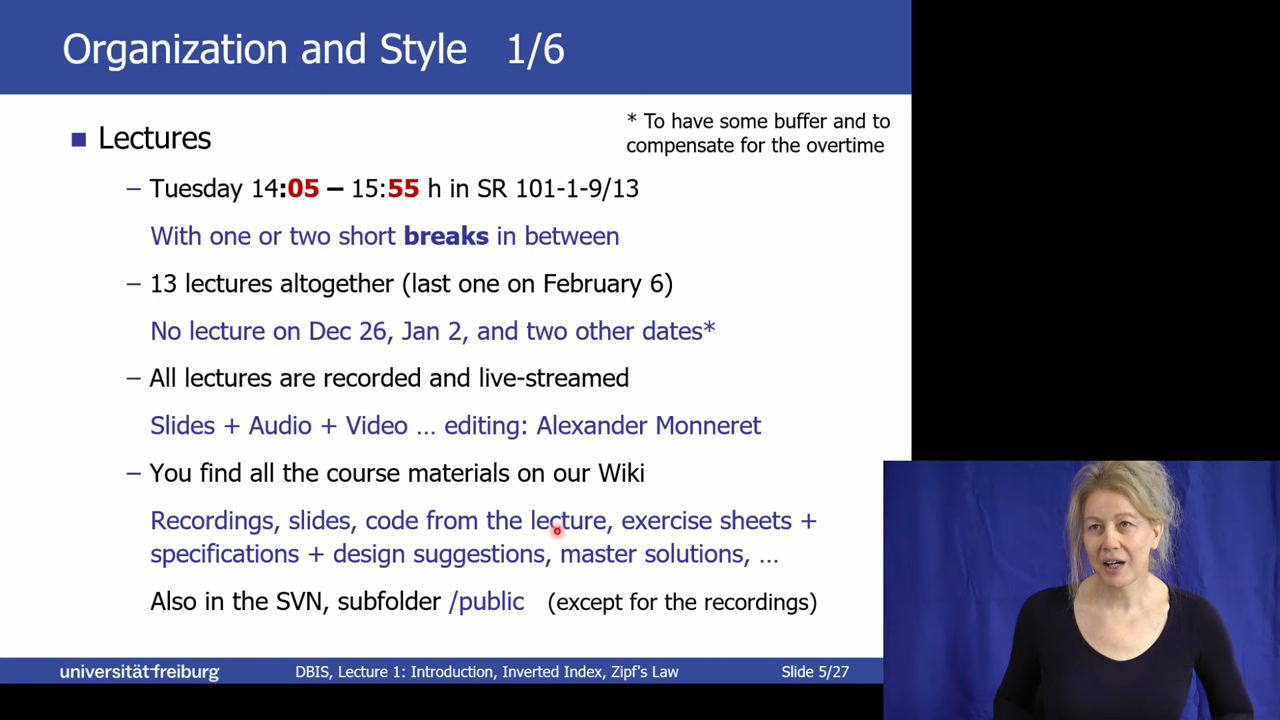 Organization and Style 1/6
* To have some buffer and to
compensate for the overtime
Lectures
– Tuesday 14:05 – 15:55 h in SR 101-1-9/13
With one or two short breaks in between
– 13 lectures altogether (last one on February 6)
No lecture on Dec 26, Jan 2, and two other dates*
– All lectures are recorded and live-streamed
Slides + Audio + Video … editing: Alexander Monneret
– You find all the course materials on our Wiki
Recordings, slides, code from the lecture, exercise sheets +
specifications + design suggestions, master solutions, …
Also in the SVN, subfolder /public (except for the recordings)
universität freiburg
DBIS, Lecture 1: Introduction, Inverted Index, Zipf's Law
Slide 5/27